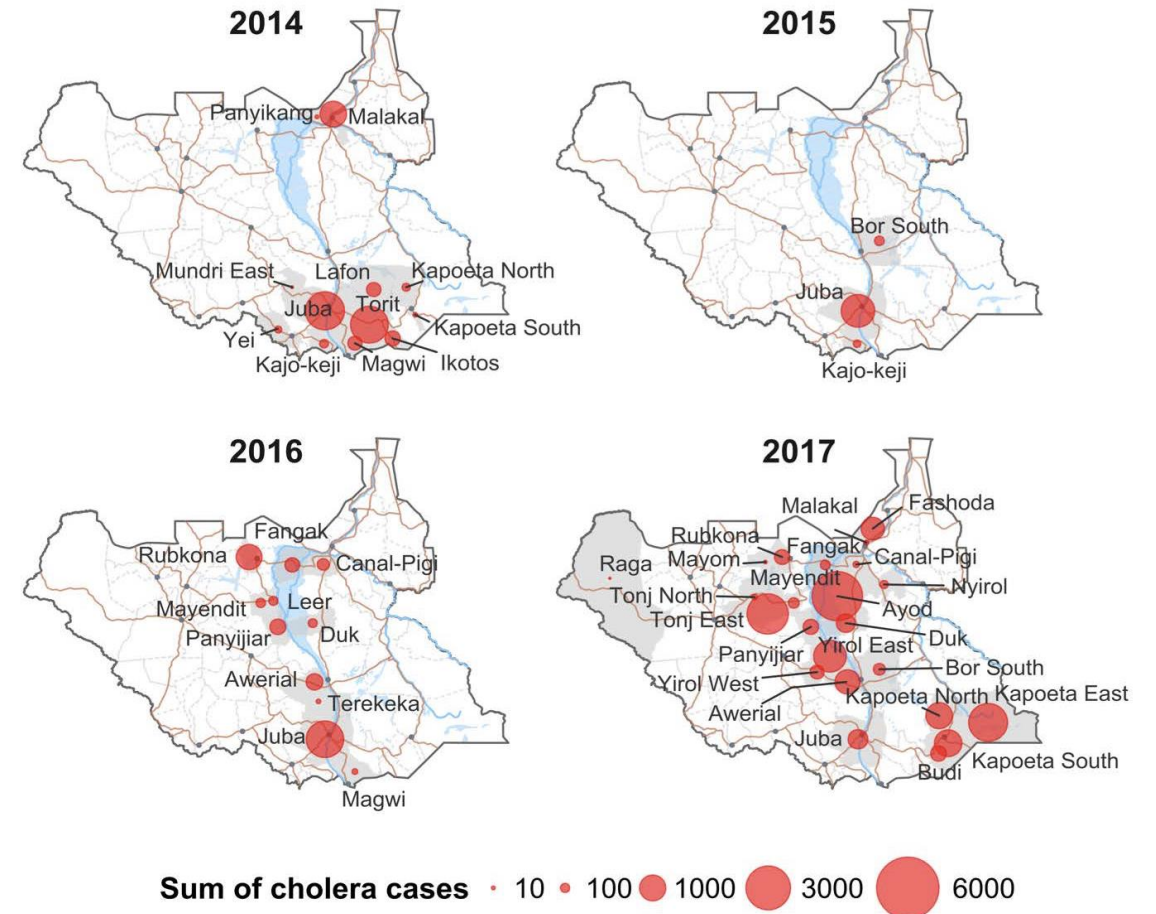 2014
Panyikang
Malakal
Mundri East
Lafon
Kapoeta North
Juba
Torit
Kapoeta South
Yei
Kajo-keji
Magwi
Ikotos
2015
Bor South
Juba
Kajo-keji
2016
Fangak
Rubkona
Canal-Pigi
Mayendit
Leer
Panyijiar
Duk
Awerial
Terekeka
Juba
Magwi
2017
Malakal
Fashoda
Rubkona
Fangak
Mayom
Canal-Pigi
Raga
Mayendit
Nyirol
Tonj North
Ayod
Tonj East
Duk
Panyijiar
Yirol East
Bor South
Yirol West
Kapoeta North
Kapoeta East
Awerial
Juba
Kapoeta South
Budi
Sum of cholera cases 10 100 1000 3000 6000